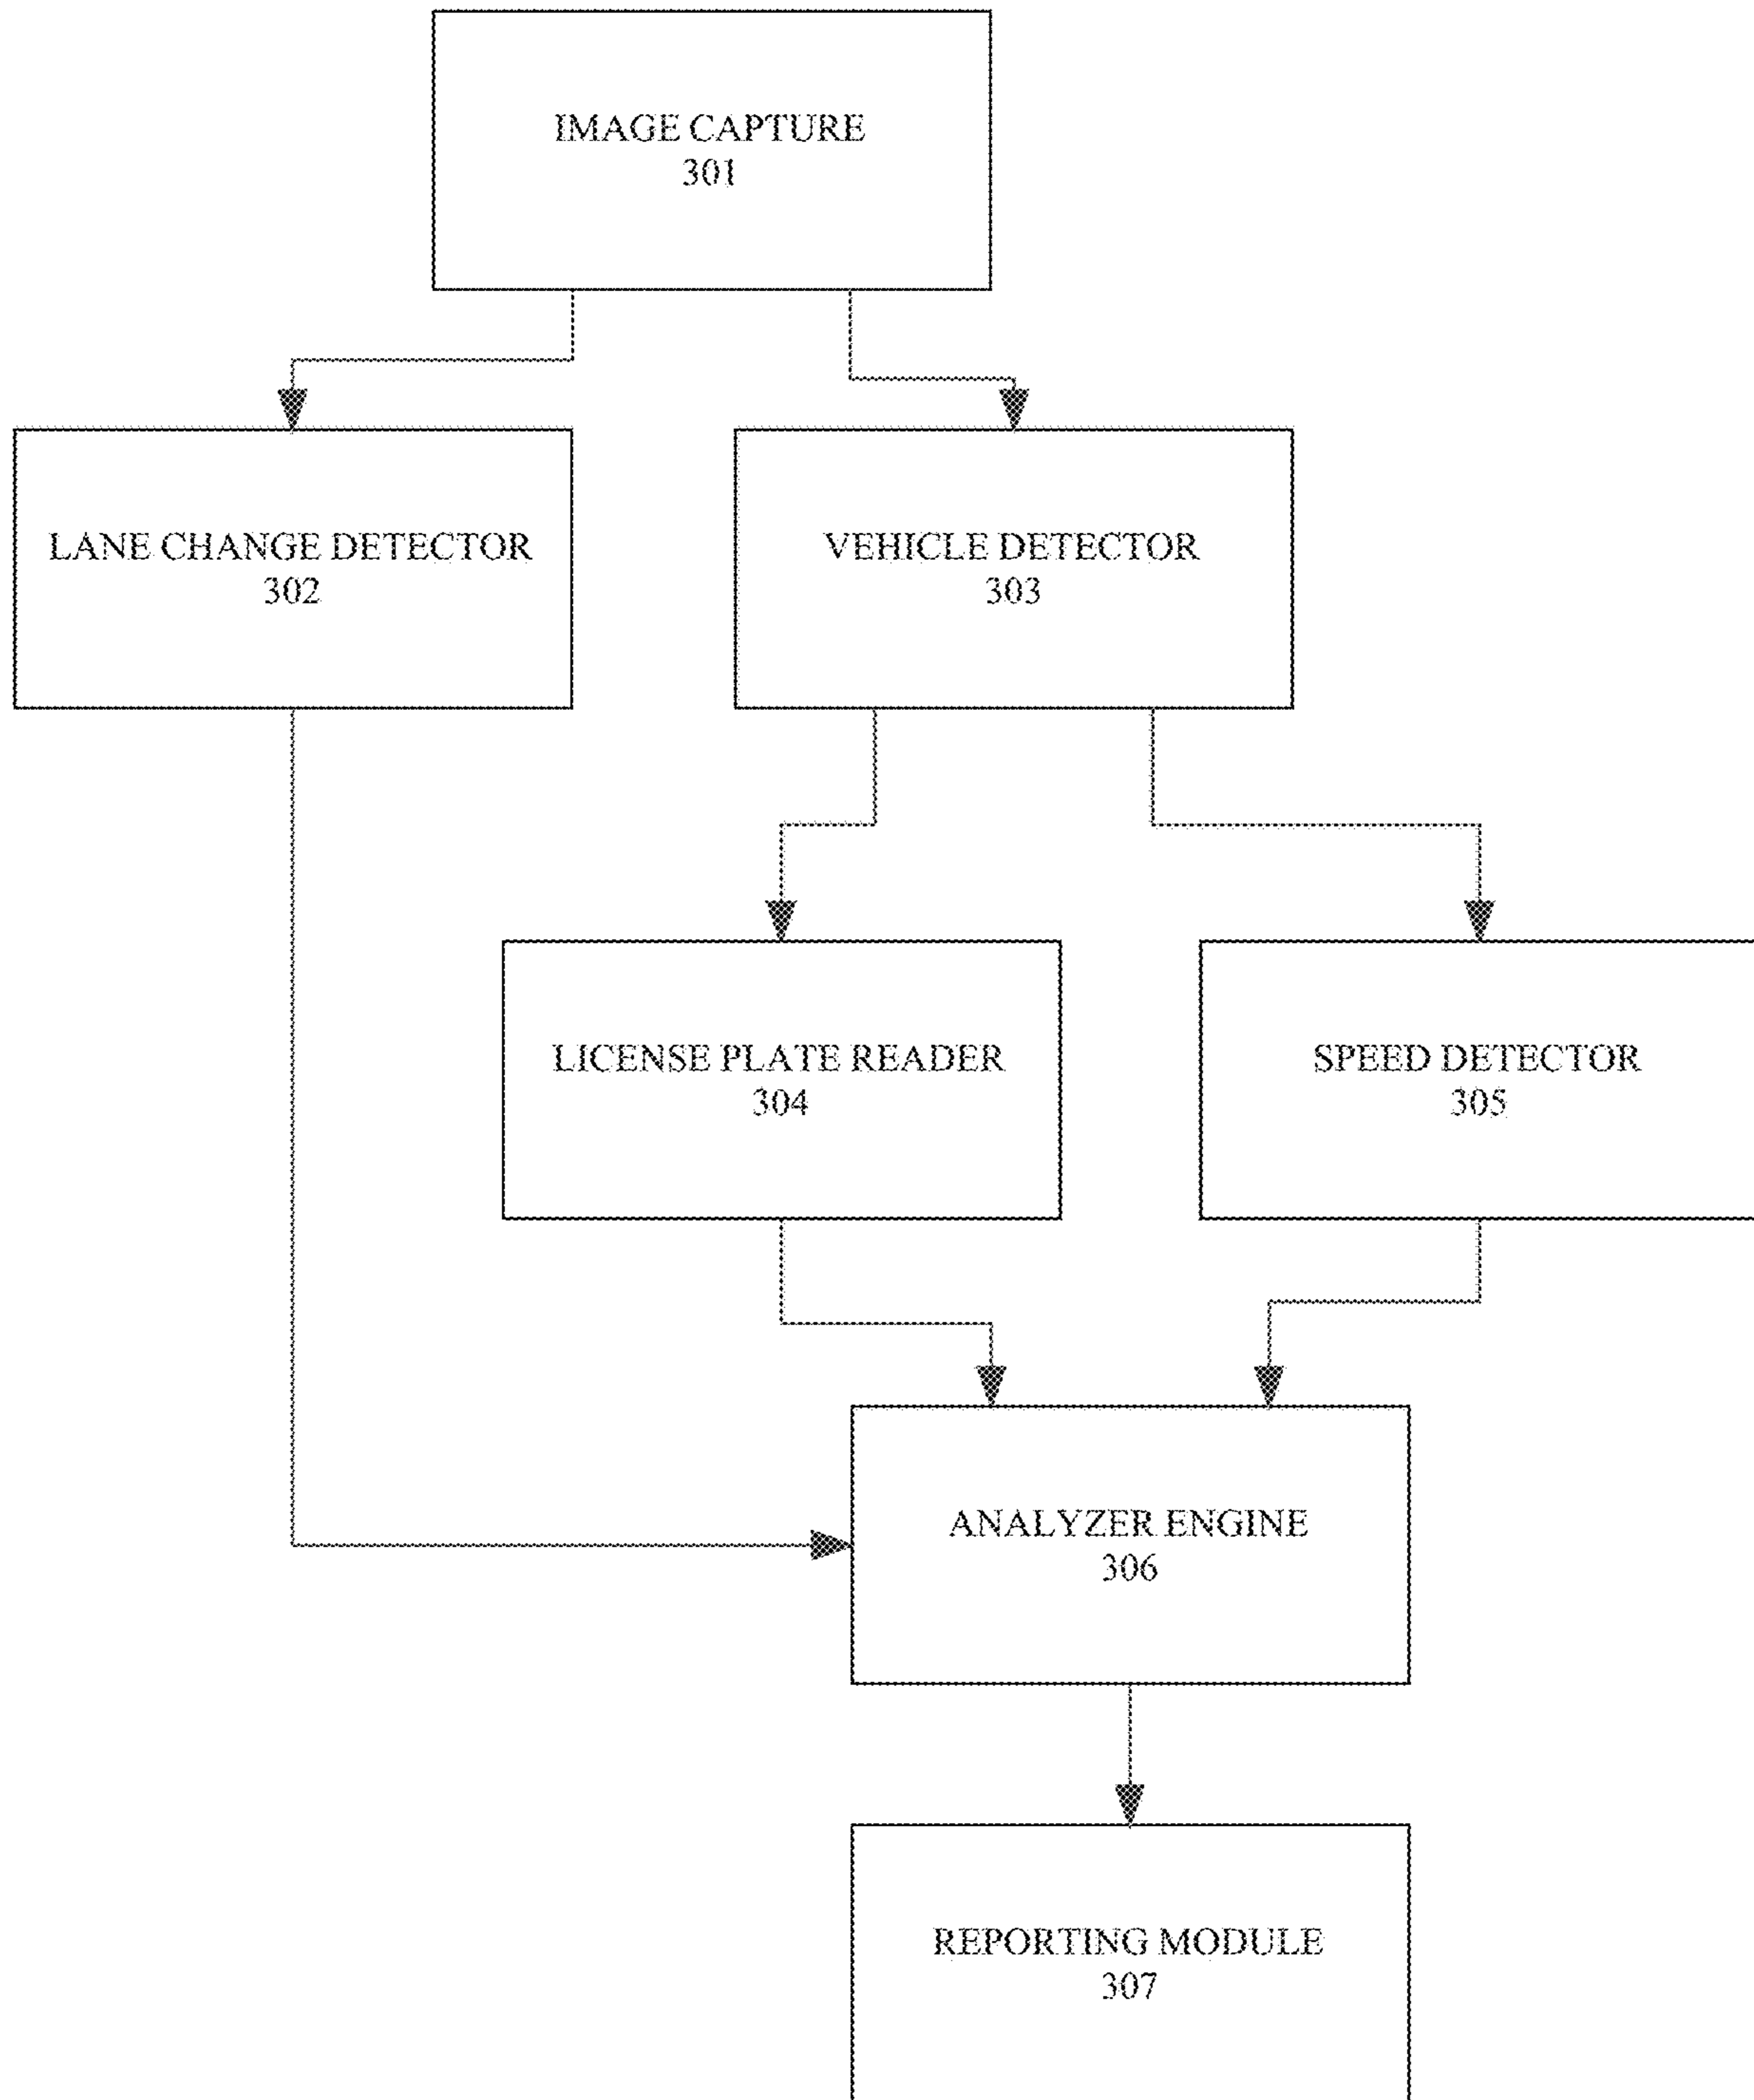 IMAGE CAPTURE
301
LANE CHANGE DETECTOR
302
VEHICLE DETECTOR
303
LICENSE PLATE READER
304
SPEED DETECTOR
305
ANALYZER ENGINE
306
REPORTING MODULE
307